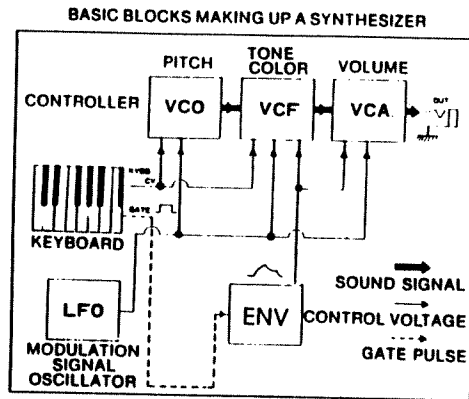 BASIC BLOCKS MAKING UP A SYNTHESIZER
PITCH
TONE
COLOR
VOLUME
CONTROLLER
VCO
VCF
VCA
OUT
KYBD
CV
GATE
KEYBOARD
LFO
MODULATION
SIGNAL
OSCILLATOR
ENV
SOUND SIGNAL
CONTROL VOLTAGE
GATE PULSE